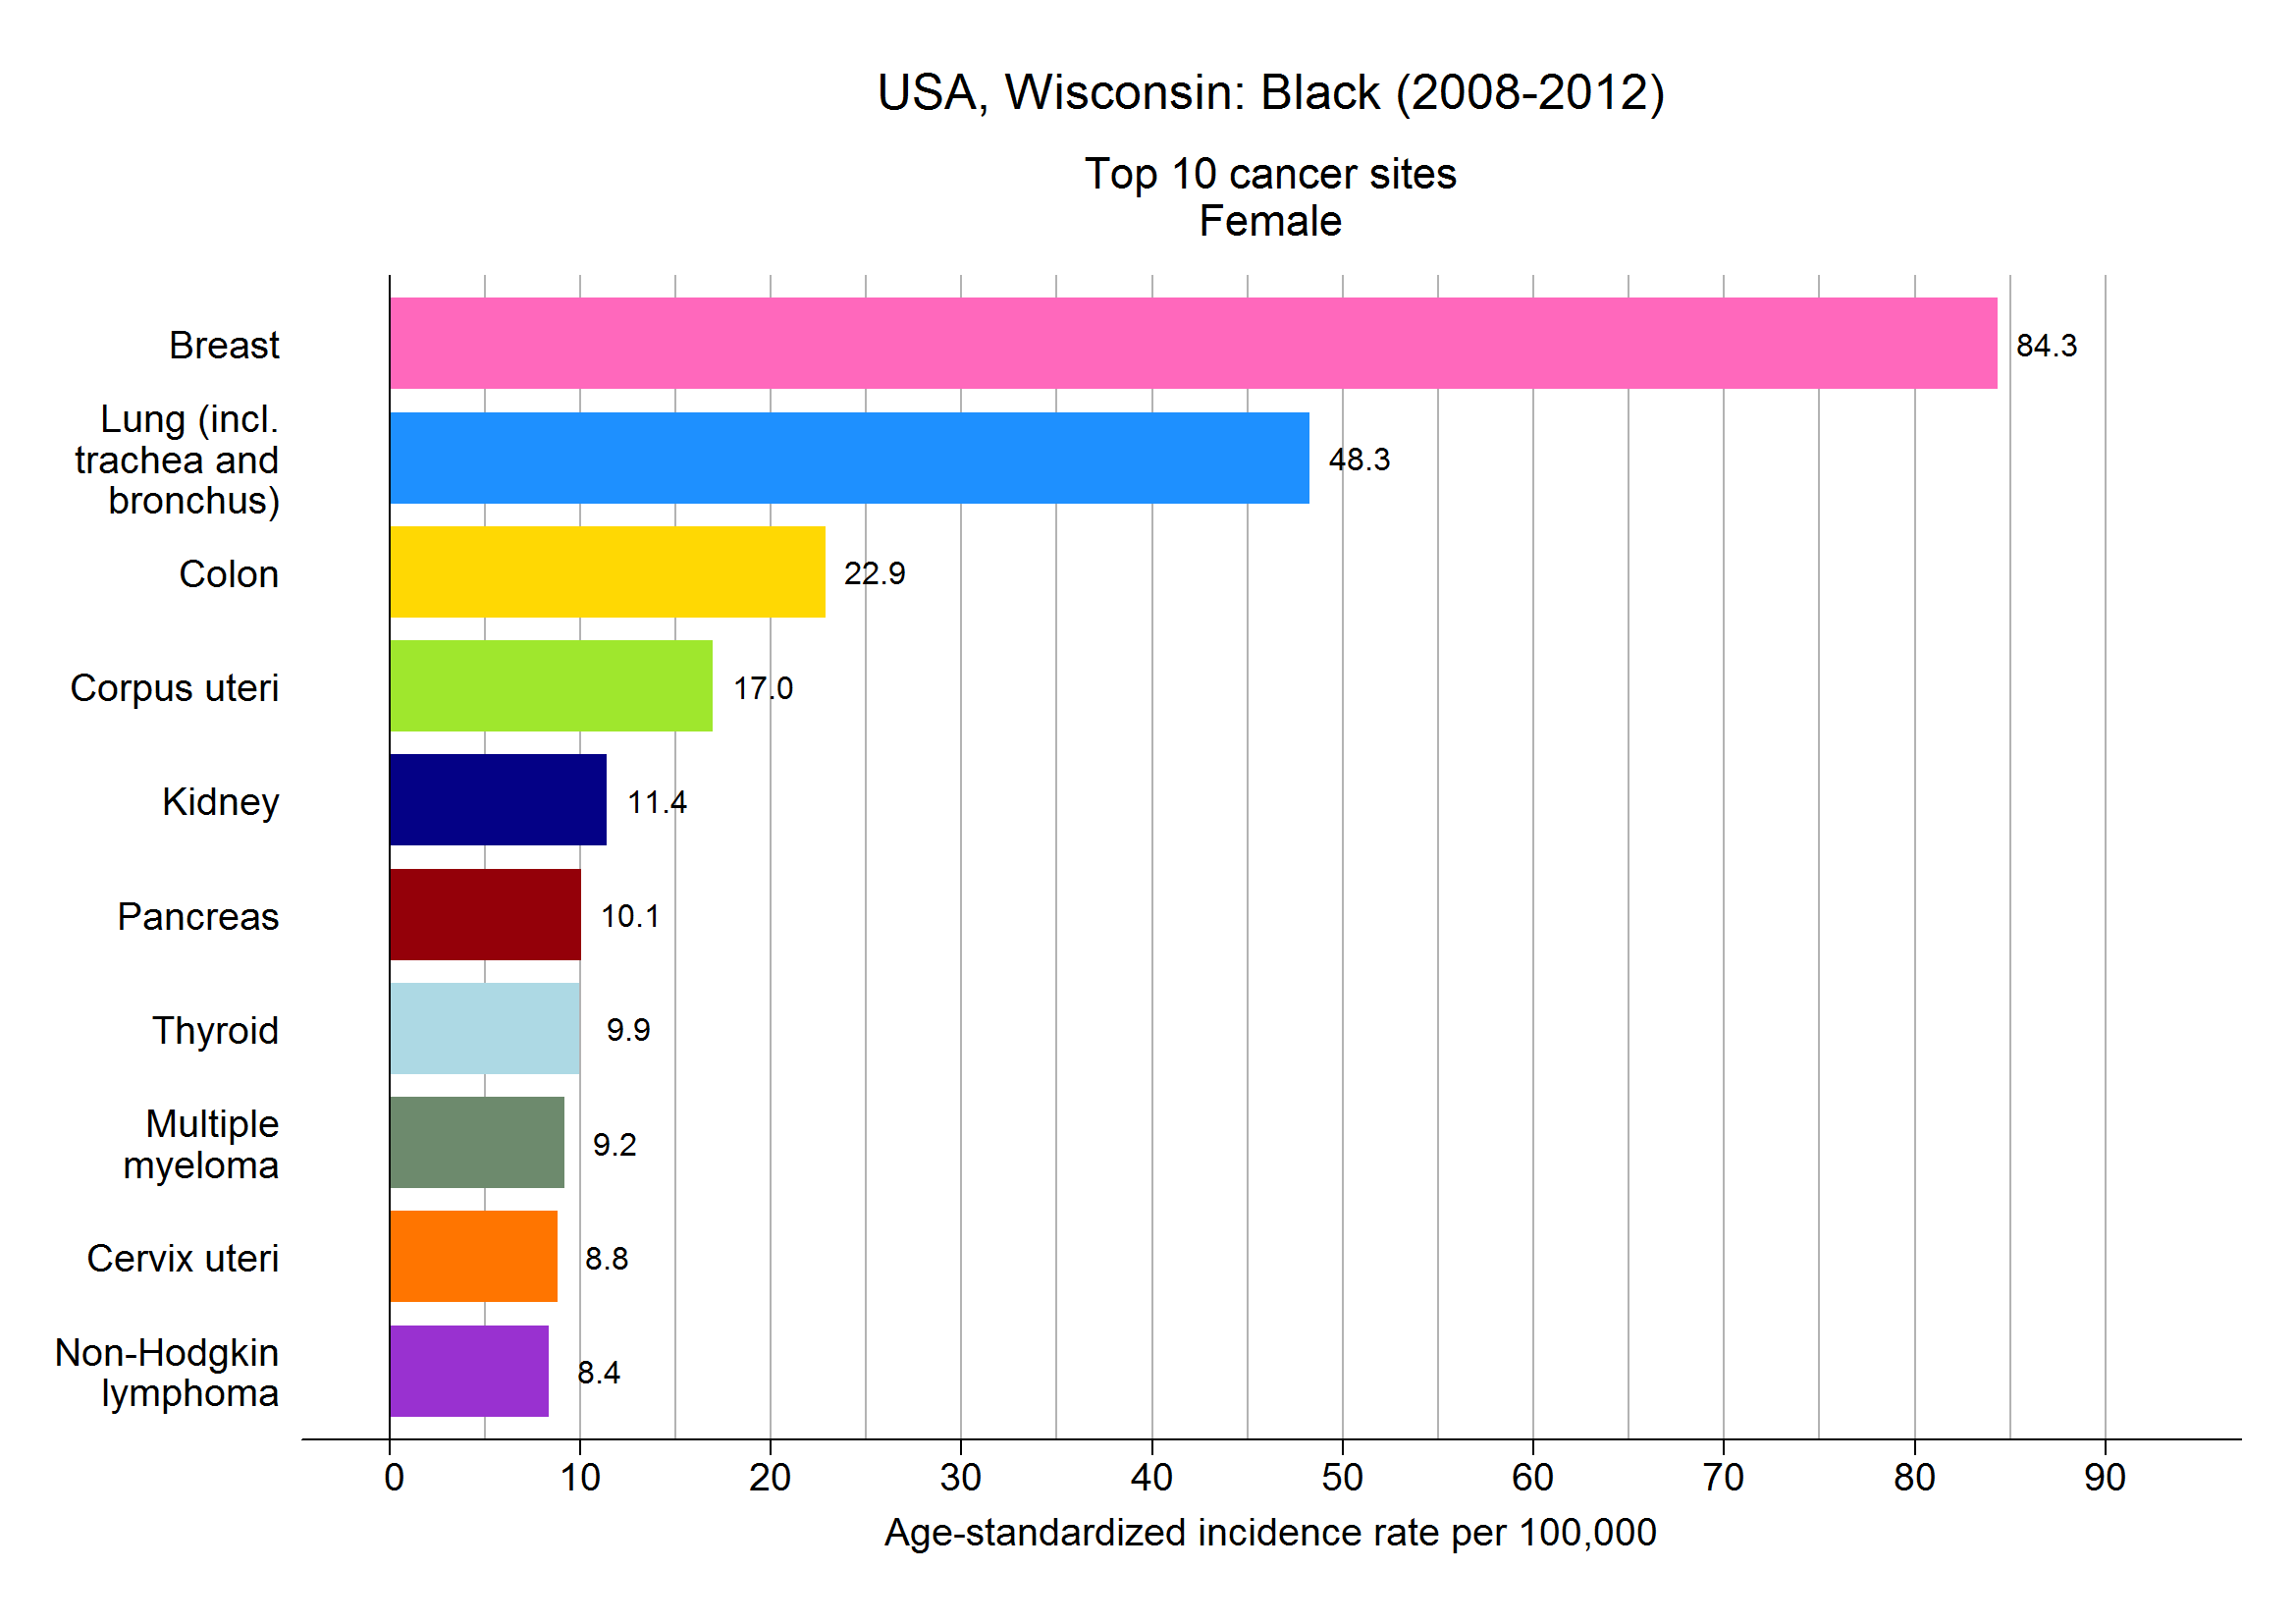 USA, Wisconsin: Black (2008-2012)
Top 10 cancer sites
Female
Breast
84.3
Lung (incl.
trachea and
bronchus)
48.3
Colon
22.9
Corpus uteri
17.0
Kidney
11.4
Pancreas
10.1
Thyroid
9.9
Multiple
myeloma
9.2
Cervix uteri
8.8
Non-Hodgkin
lymphoma
8.4
0 10 20 30 40 50 60 70 80 90
Age-standardized incidence rate per 100,000